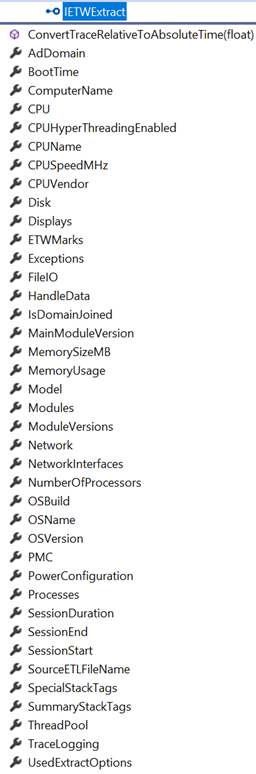 IETWExtract
ConvertTraceRelativeToAbsoluteTime(float)
AdDomain
BootTime
ComputerName
CPU
CPUHyperThreadingEnabled
CPUName
CPUSpeedMHz
CPUVendor
Disk
Displays
ETWMarks
Exceptions
FileIO
HandleData
IsDomainJoined
MainModuleVersion
MemorySizeMB
MemoryUsage
Model
Modules
ModuleVersions
Network
NetworkInterfaces
NumberOfProcessors
OSBuild
OSName
OSVersion
PMC
PowerConfiguration
Processes
SessionDuration
SessionEnd
SessionStart
SourceETLFileName
SpecialStackTags
SummaryStackTags
ThreadPool
TraceLogging
UsedExtractOptions